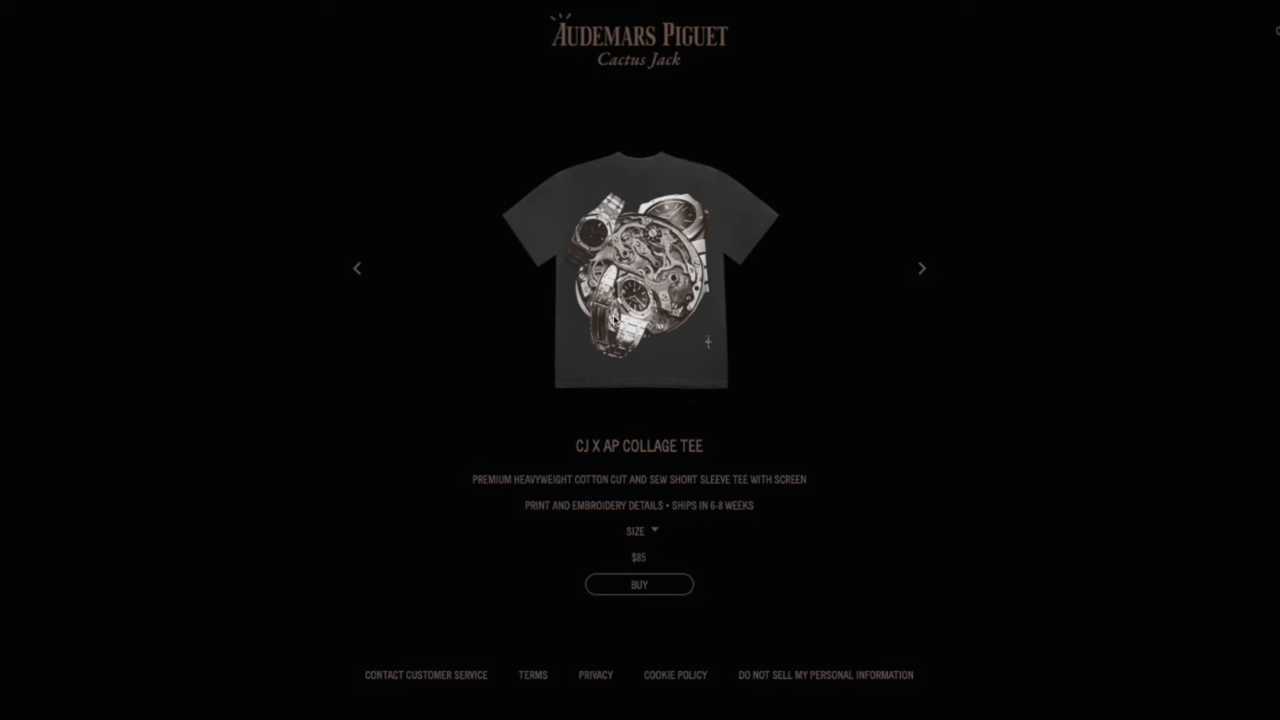 AUDEMARS PIGUET
Cactus Jack
CJ X AP COLLAGE TEE
PREMIUM HEAVYWEIGHT COTTON CUT AND SEW SHORT SLEEVE TEE WITH SCREEN
PRINT AND EMBROIDERY DETAILS • SHIPS IN 6-8 WEEKS
SIZE
$85
BUY
CONTACT CUSTOMER SERVICE TERMS PRIVACY COOKIE POLICY DO NOT SELL MY PERSONAL INFORMATION